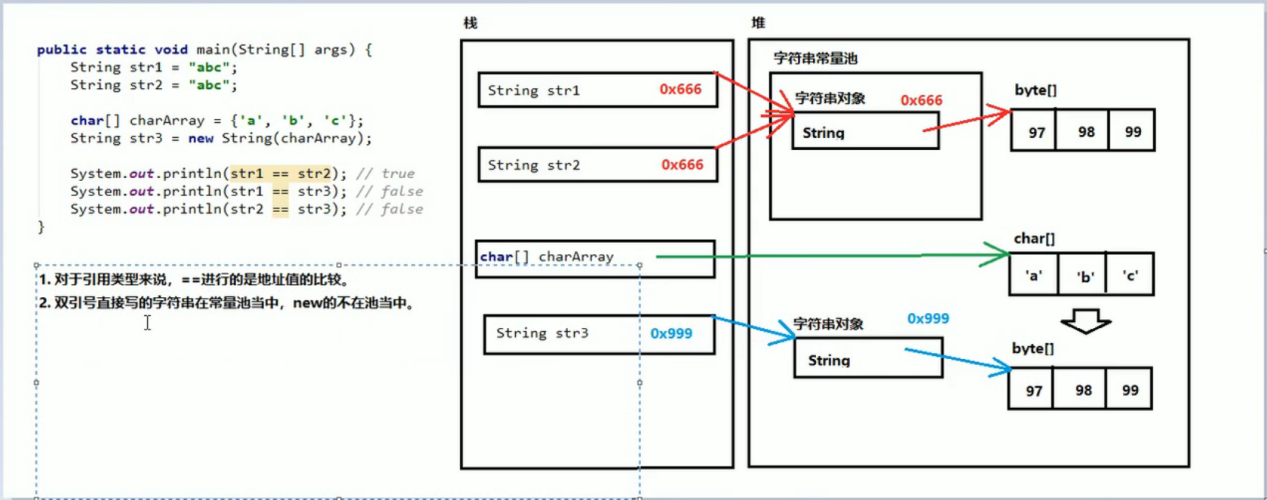 public static void main(String[] args) {
String str1 = "abc";
String str2 = "abc";
char[] charArray = {'a', 'b', 'c'};
String str3 = new String(charArray);
System.out.println(str1 == str2); // true
System.out.println(str1 == str3); // false
System.out.println(str2 == str3); // false
}
1. 对于引用类型来说，==进行的是地址值的比较。
2. 双引号直接写的字符串在常量池当中，new的不在池当中。
栈
String str1 0x666
String str2 0x666
char[] charArray
String str3 0x999
堆
字符串常量池
字符串对象 0x666
String
byte[]
97 98 99
char[]
'a' 'b' 'c'
字符串对象 0x999
String
byte[]
97 98 99